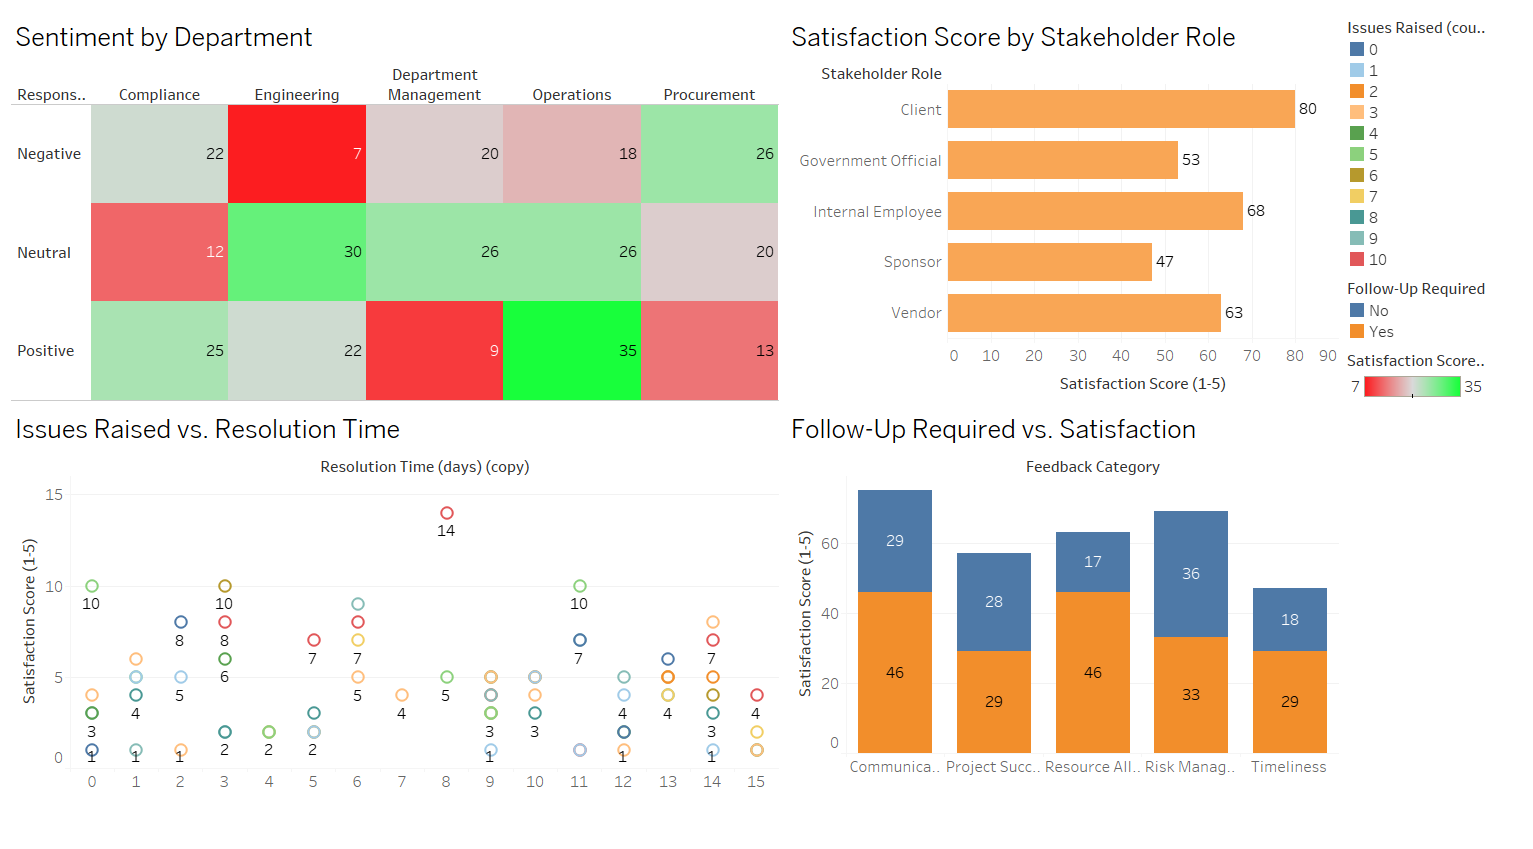 Sentiment by Department
Department
Respons.. Compliance Engineering Management Operations Procurement
Negative 22 7 20 18 26
Neutral 12 30 26 26 20
Positive 25 22 9 35 13
Satisfaction Score by Stakeholder Role
Stakeholder Role
Client 80
Government Official 53
Internal Employee 68
Sponsor 47
Vendor 63
0 10 20 30 40 50 60 70 80 90
Satisfaction Score (1-5)
Issues Raised (cou..
0
1
2
3
4
5
6
7
8
9
10
Follow-Up Required
No
Yes
Satisfaction Score..
7 35
Issues Raised vs. Resolution Time
Resolution Time (days) (copy)
Satisfaction Score (1-5)
15
14
10
10 10 10
8 8
7 7 7 7
6
5
5 5 5
4 4 4 4 4
3 3 3 3
2 2 2
1 1 1 1 1 1
0
0 1 2 3 4 5 6 7 8 9 10 11 12 13 14 15
Follow-Up Required vs. Satisfaction
Feedback Category
Satisfaction Score (1-5)
60
40
20
0
29 28 17 36 18
46 29 46 33 29
Communica.. Project Succ.. Resource All.. Risk Manag.. Timeliness